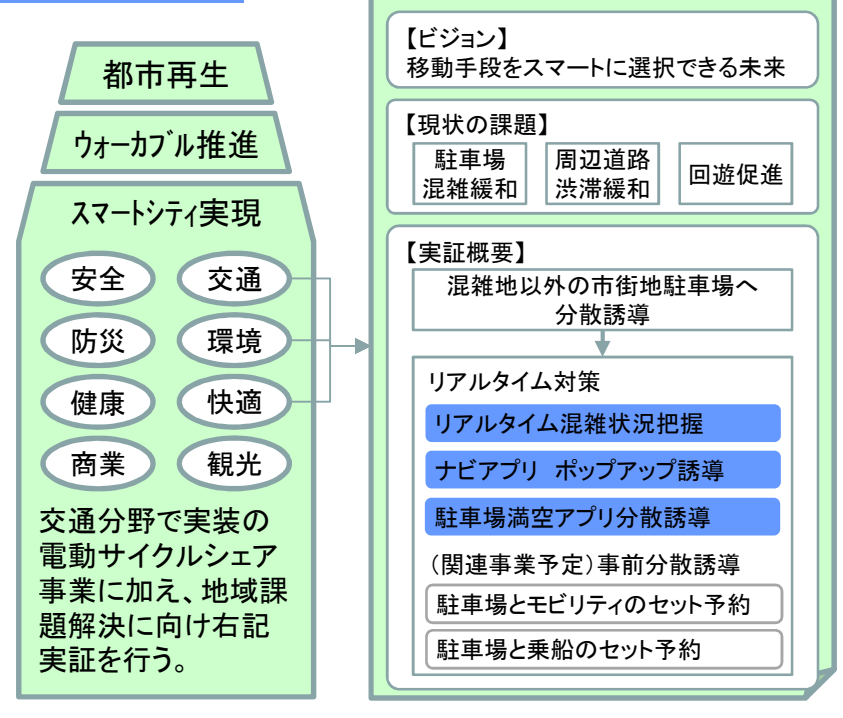 都市再生
ウォーカブル推進
スマートシティ実現
安全
交通
防災
環境
健康
快適
商業
観光
交通分野で実装の
電動サイクルシェア
事業に加え、地域課
題解決に向け右記
実証を行う。
【ビジョン】
移動手段をスマートに選択できる未来
【現状の課題】
駐車場
混雑緩和
周辺道路
渋滞緩和
回遊促進
【実証概要】
混雑地以外の市街地駐車場へ
分散誘導
リアルタイム対策
リアルタイム混雑状況把握
ナビアプリ　ポップアップ誘導
駐車場満空アプリ分散誘導
（関連事業予定）事前分散誘導
駐車場とモビリティのセット予約
駐車場と乗船のセット予約